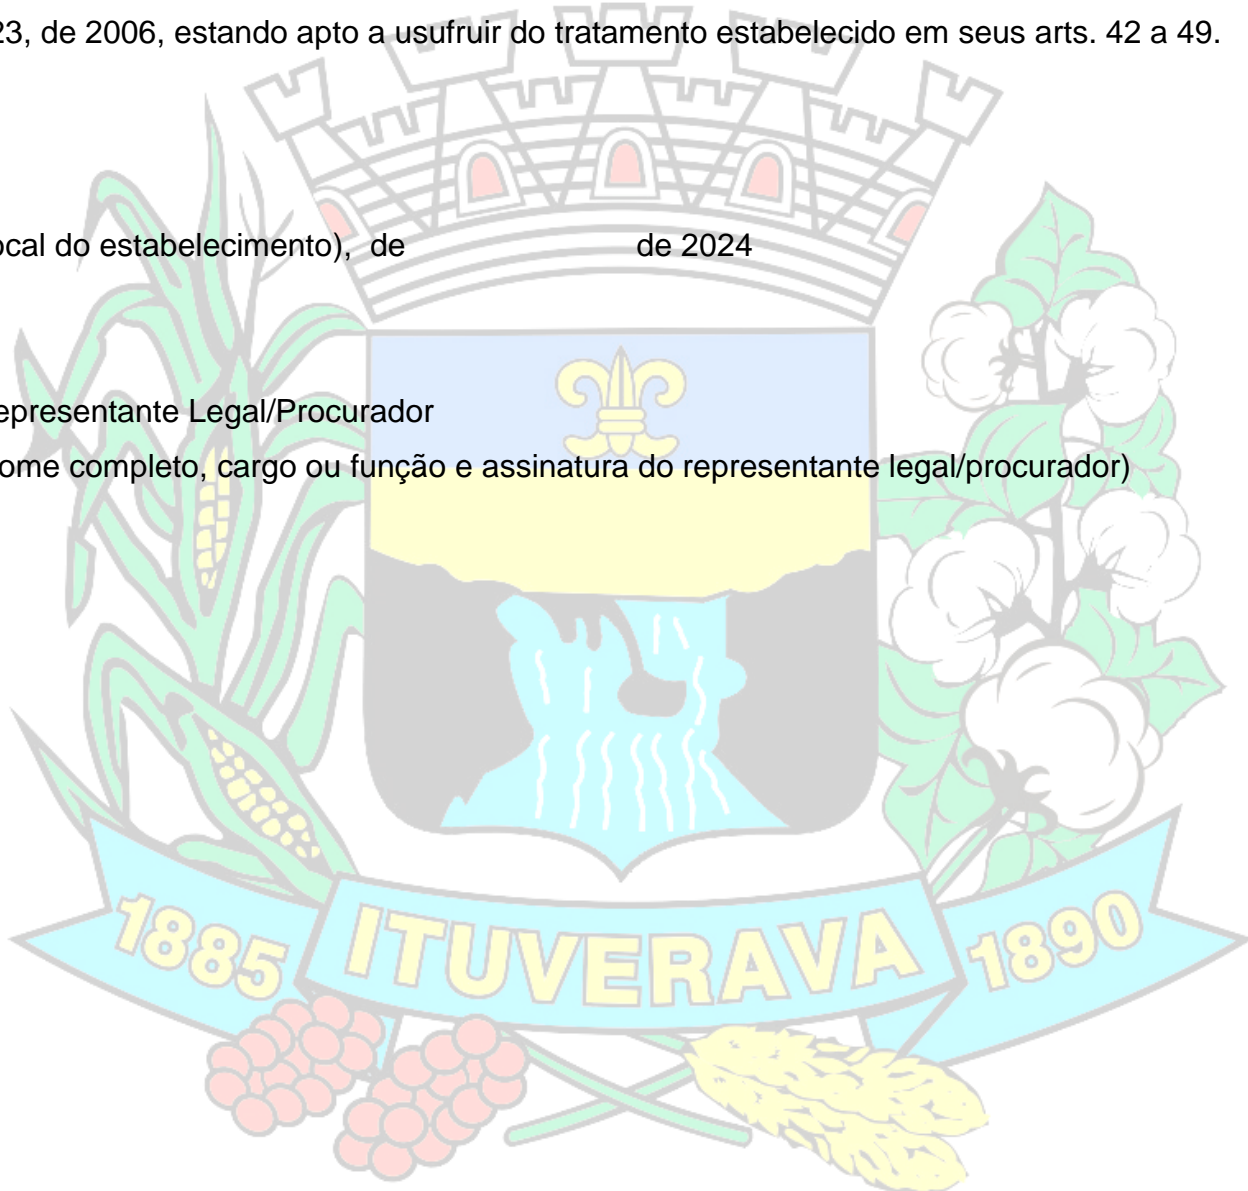 23, de 2006, estando apto a usufruir do tratamento estabelecido em seus arts. 42 a 49.
ocal do estabelecimento), de de 2024
epresentante Legal/Procurador
ome completo, cargo ou função e assinatura do representante legal/procurador)
1885 ITUVERAVA 1890